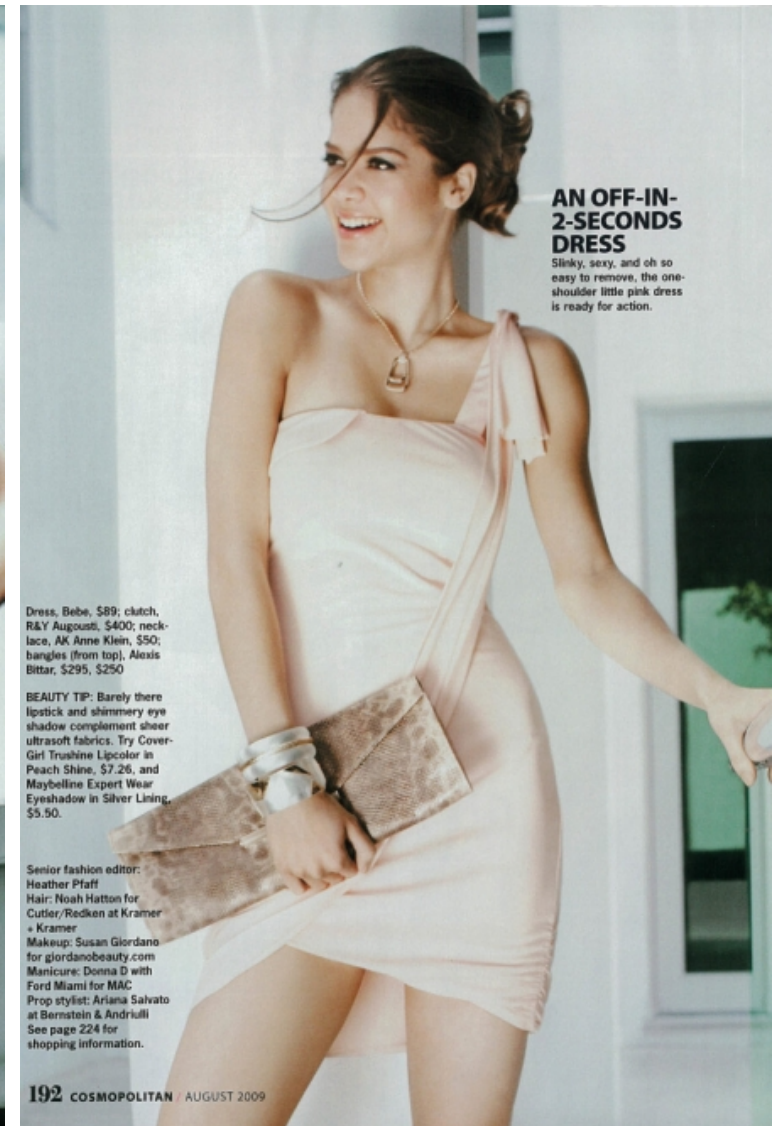 AN OFF-IN-
2-SECONDS
DRESS
Slinky, sexy, and oh so
easy to remove, the one-
shoulder little pink dress
is ready for action.
Dress, Bebe, $89; clutch,
R&Y Augousti, $400; neck-
lace, AK Anne Klein, $50;
bangles (from top), Alexis
Bittar, $295, $250
BEAUTY TIP: Barely there
lipstick and shimmery eye
shadow complement sheer
ultrasoft fabrics. Try Cover-
Girl Trushine Lipcolor in
Peach Shine, $7.26, and
Maybelline Expert Wear
Eyeshadow in Silver Lining,
$5.50.
Senior fashion editor:
Heather Pfaff
Hair: Noah Hatton for
Cutler/Redken at Kramer
+ Kramer
Makeup: Susan Giordano
for giordanobeauty.com
Manicure: Donna D with
Ford Miami for MAC
Prop stylist: Ariana Salvato
at Bernstein & Andriulli
See page 224 for
shopping information.
192 COSMOPOLITAN / AUGUST 2009